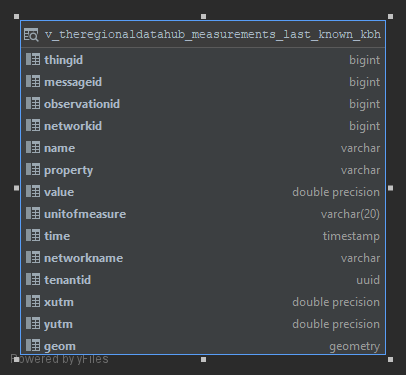 v_theregionaldatahub_measurements_last_known_kbh
thingid bigint
messageid bigint
observationid bigint
networkid bigint
name varchar
property varchar
value double precision
unitofmeasure varchar(20)
time timestamp
networkname varchar
tenantid uuid
xutm double precision
yutm double precision
geom geometry
Powered by yFiles